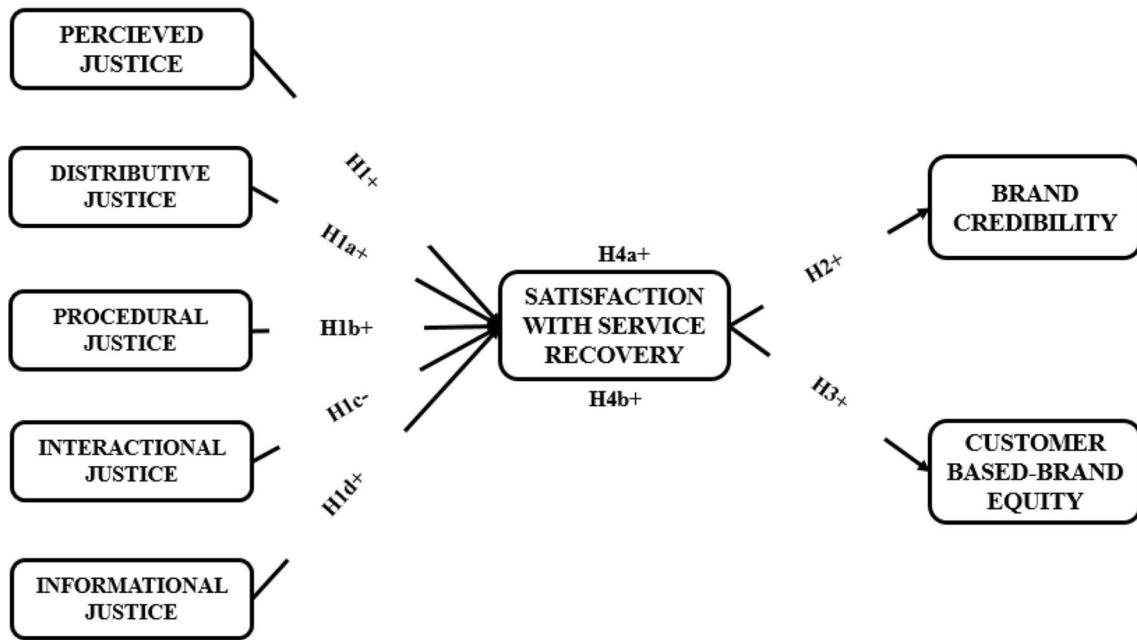 PERCIEVED
JUSTICE
DISTRIBUTIVE
JUSTICE
PROCEDURAL
JUSTICE
INTERACTIONAL
JUSTICE
INFORMATIONAL
JUSTICE
H1+
H1a+
H1b+
H1c-
H1d+
H4a+
SATISFACTION
WITH SERVICE
RECOVERY
H4b+
H2+
H3+
BRAND
CREDIBILITY
CUSTOMER
BASED-BRAND
EQUITY